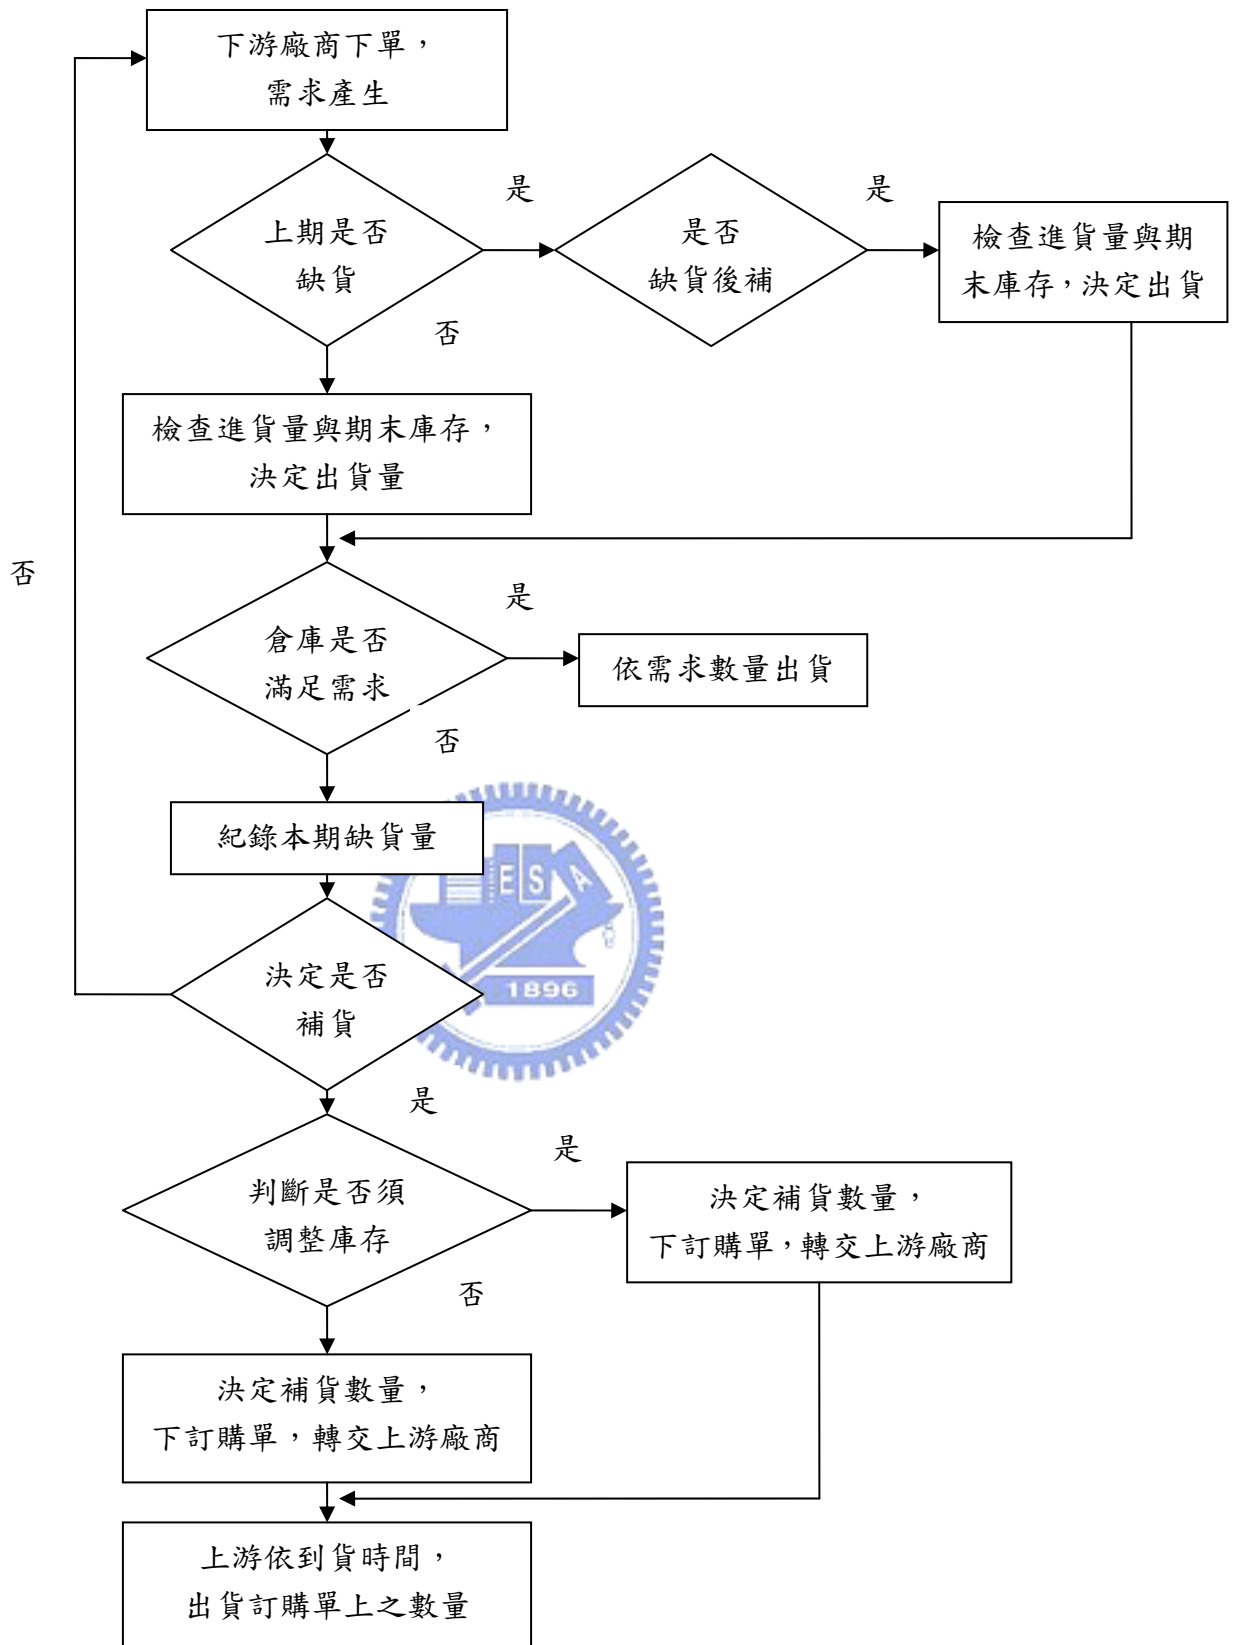 下游廠商下單，
需求產生
上期是否
缺貨
是
是否
缺貨後補
是
檢查進貨量與期
末庫存，決定出貨
否
檢查進貨量與期末庫存，
決定出貨量
否
倉庫是否
滿足需求
是
依需求數量出貨
否
紀錄本期缺貨量
E S A
1896
決定是否
補貨
是
判斷是否須
調整庫存
是
決定補貨數量，
下訂購單，轉交上游廠商
否
決定補貨數量，
下訂購單，轉交上游廠商
上游依到貨時間，
出貨訂購單上之數量